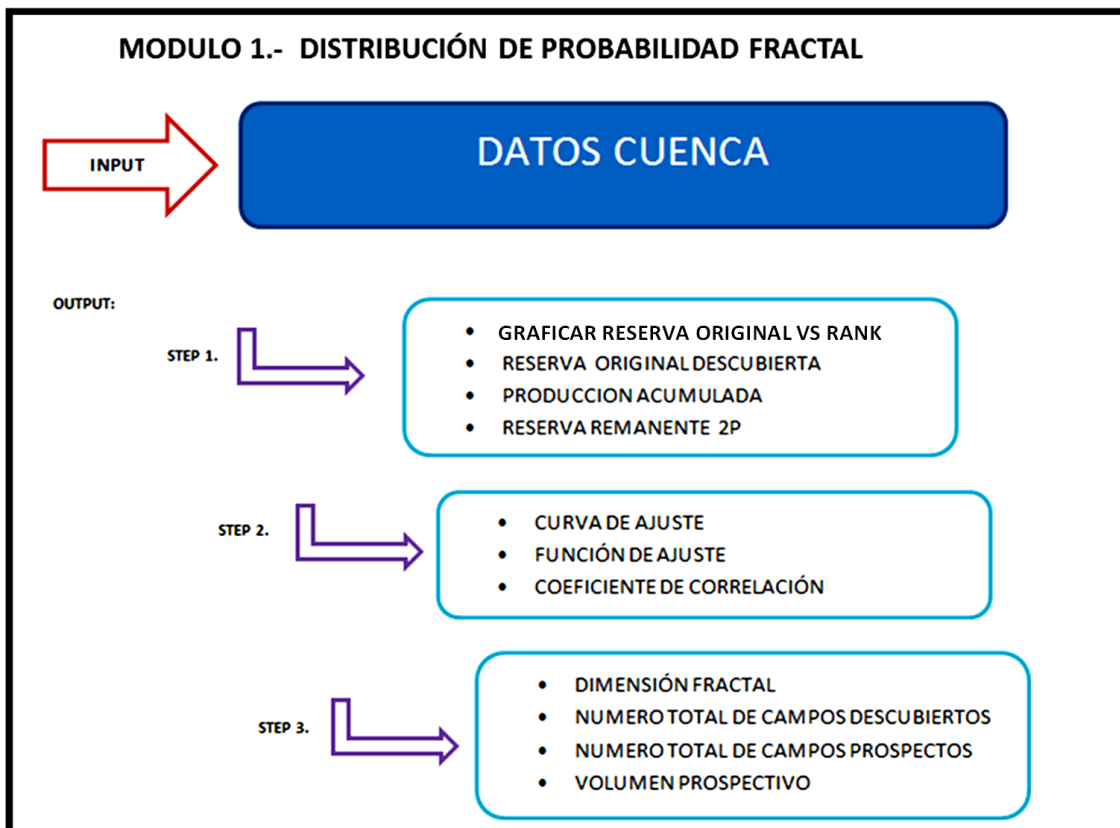 MODULO 1.- DISTRIBUCIÓN DE PROBABILIDAD FRACTAL
INPUT
DATOS CUENCA
OUTPUT:
STEP 1.
• GRAFICAR RESERVA ORIGINAL VS RANK
• RESERVA ORIGINAL DESCUBIERTA
• PRODUCCION ACUMULADA
• RESERVA REMANENTE 2P
STEP 2.
• CURVA DE AJUSTE
• FUNCIÓN DE AJUSTE
• COEFICIENTE DE CORRELACIÓN
STEP 3.
• DIMENSIÓN FRACTAL
• NUMERO TOTAL DE CAMPOS DESCUBIERTOS
• NUMERO TOTAL DE CAMPOS PROSPECTOS
• VOLUMEN PROSPECTIVO